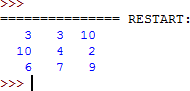 >>>
=============== RESTART:
3 3 10
10 4 2
6 7 9
>>>